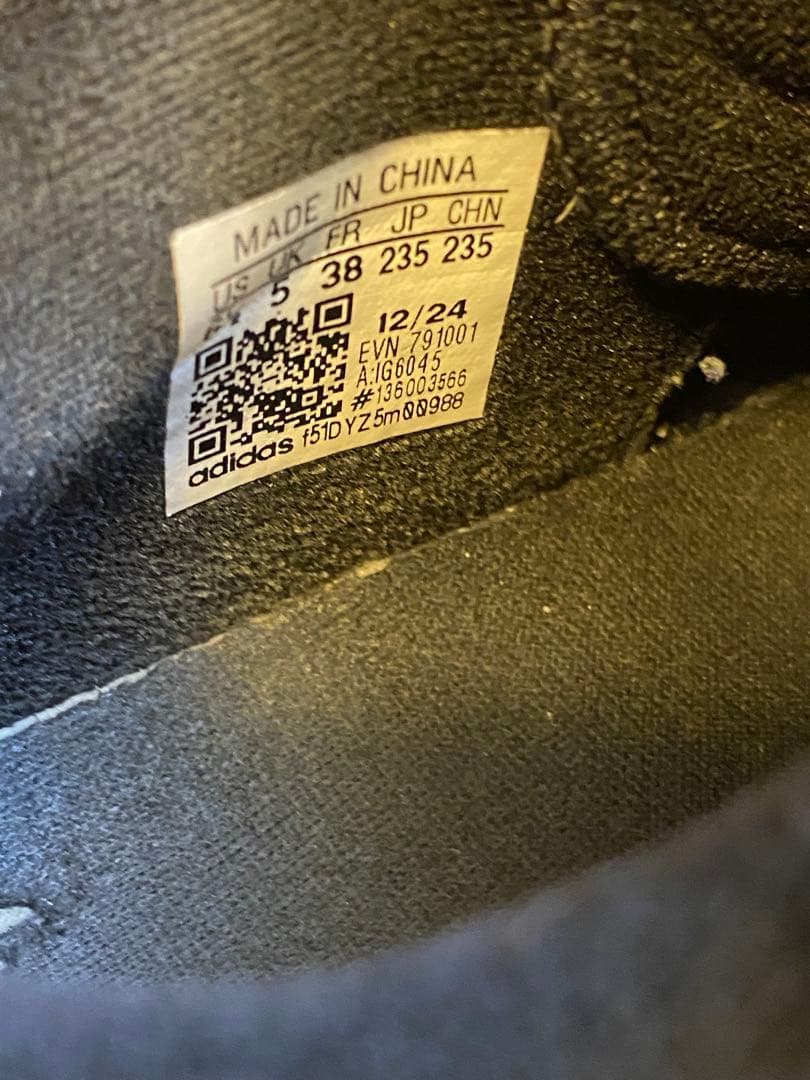 MADE IN CHINA
US UK FR JP CHN
5 38 235 235
12/24
EVN 791001
A:IG6045
#136003566
adidas f51DYZ5m00988